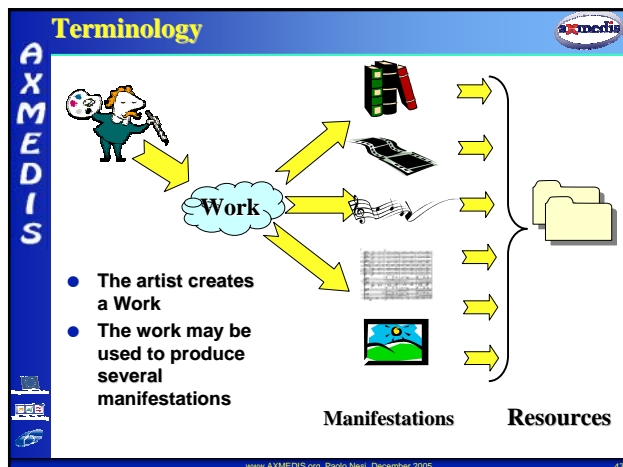 Terminology
axmedis
AXMEDIS
Work
The artist creates
a Work
The work may be
used to produce
several
manifestations
Manifestations
Resources
www.AXMEDIS.org, Paolo Nesi, December 2005